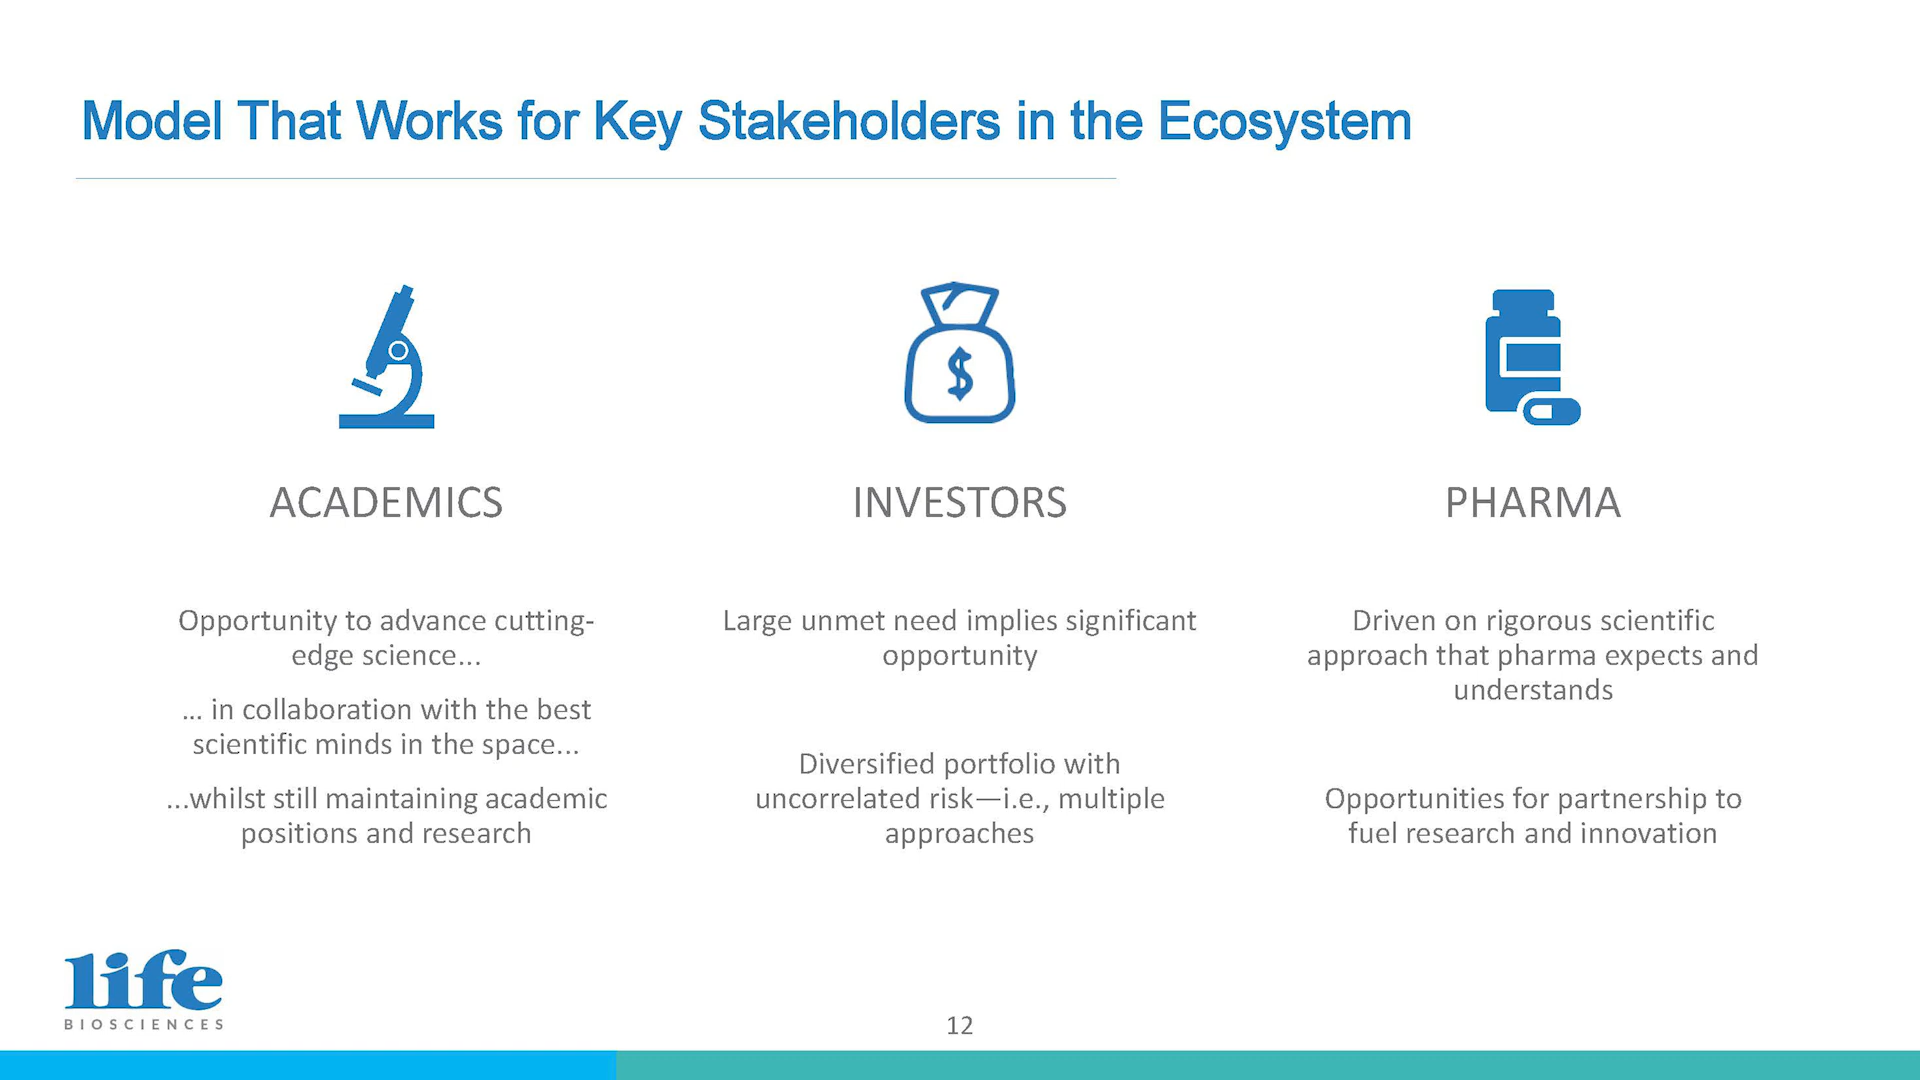 Model That Works for Key Stakeholders in the Ecosystem
$
ACADEMICS
Opportunity to advance cutting-
edge science...
... in collaboration with the best
scientific minds in the space...
...whilst still maintaining academic
positions and research
INVESTORS
Large unmet need implies significant
opportunity
Diversified portfolio with
uncorrelated risk—i.e., multiple
approaches
PHARMA
Driven on rigorous scientific
approach that pharma expects and
understands
Opportunities for partnership to
fuel research and innovation
life
BIOSCIENCES
12